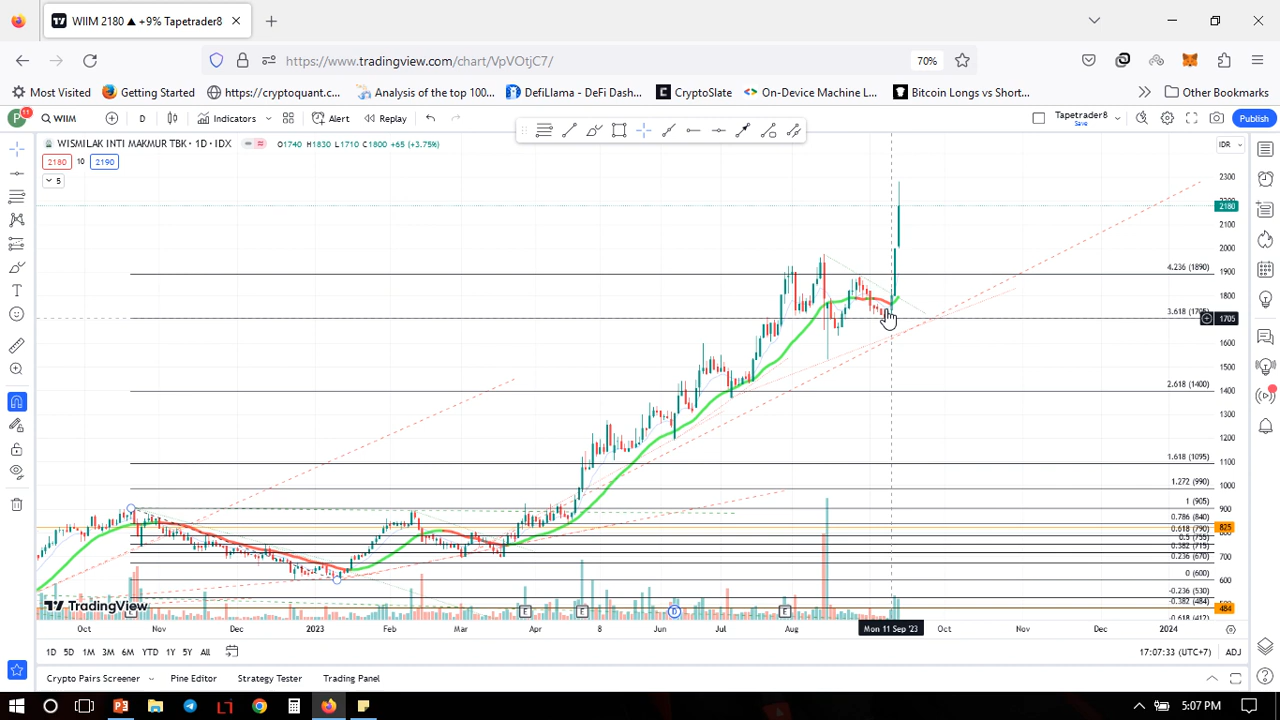 WIIM 2180 ▲ +9% Tapetrader8
https://www.tradingview.com/chart/VpVOtjC7/
70%
Most Visited
Getting Started
https://cryptoquant.c...
Analysis of the top 100...
DefiLlama - DeFi Dash...
CryptoSlate
On-Device Machine L...
Bitcoin Longs vs Short...
Other Bookmarks
P
11
WIIM
D
Indicators
Alert
Replay
Tapetrader8
Save
Publish
WISMILAK INTI MAKMUR TBK · 1D · IDX
O1740 H1830 L1710 C1800 +65 (+3.75%)
IDR
2180
10
2190
5
2300
2180
2100
2000
1900
1800
1705
1600
1500
1400
1300
1200
1100
1000
900
825
800
700
600
484
4.236 (1890)
3.618 (1705)
2.618 (1400)
1.618 (1095)
1.272 (990)
1 (905)
0.786 (840)
0.618 (790)
0.5 (755)
0.382 (715)
0.236 (670)
0 (600)
-0.236 (530)
-0.382 (484)
-0.618 (412)
TradingView
E
E
D
E
Oct
Nov
Dec
2023
Feb
Mar
Apr
8
Jun
Jul
Aug
Mon 11 Sep '23
Oct
Nov
Dec
2024
1D
5D
1M
3M
6M
YTD
1Y
5Y
All
17:07:33 (UTC+7)
ADJ
Crypto Pairs Screener
Pine Editor
Strategy Tester
Trading Panel
5:07 PM